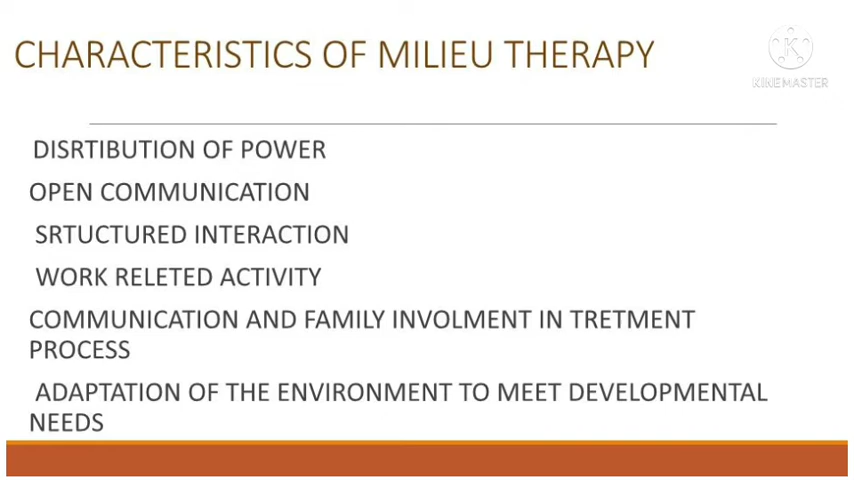 CHARACTERISTICS OF MILIEU THERAPY
KINEMASTER
DISRTIBUTION OF POWER
OPEN COMMUNICATION
SRTUCTURED INTERACTION
WORK RELETED ACTIVITY
COMMUNICATION AND FAMILY INVOLMENT IN TRETMENT
PROCESS
ADAPTATION OF THE ENVIRONMENT TO MEET DEVELOPMENTAL
NEEDS